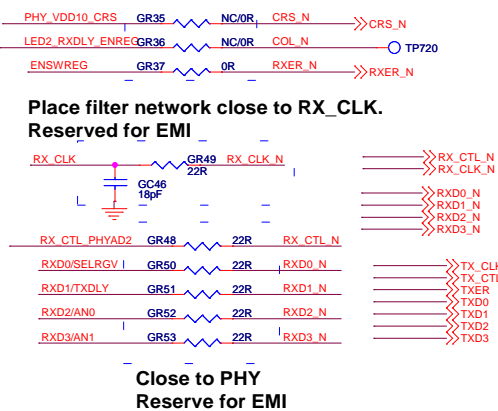 PHY_VDD10_CRS GR35 NC/0R CRS_N CRS_N
LED2_RXDLY_ENREG GR36 NC/0R COL_N TP720
ENSWREG GR37 0R RXER_N RXER_N
Place filter network close to RX_CLK.
Reserved for EMI
RX_CLK GR49 RX_CLK_N
22R
GC46
18pF
RX_CTL_N
RX_CLK_N
RXD0_N
RXD1_N
RXD2_N
RXD3_N
RX_CTL_PHYAD2 GR48 22R RX_CTL_N
RXD0/SELRGV GR50 22R RXD0_N
RXD1/TXDLY GR51 22R RXD1_N
RXD2/AN0 GR52 22R RXD2_N
RXD3/AN1 GR53 22R RXD3_N
TX_CLK
TX_CTL
TXER
TXD0
TXD1
TXD2
TXD3
Close to PHY
Reserve for EMI